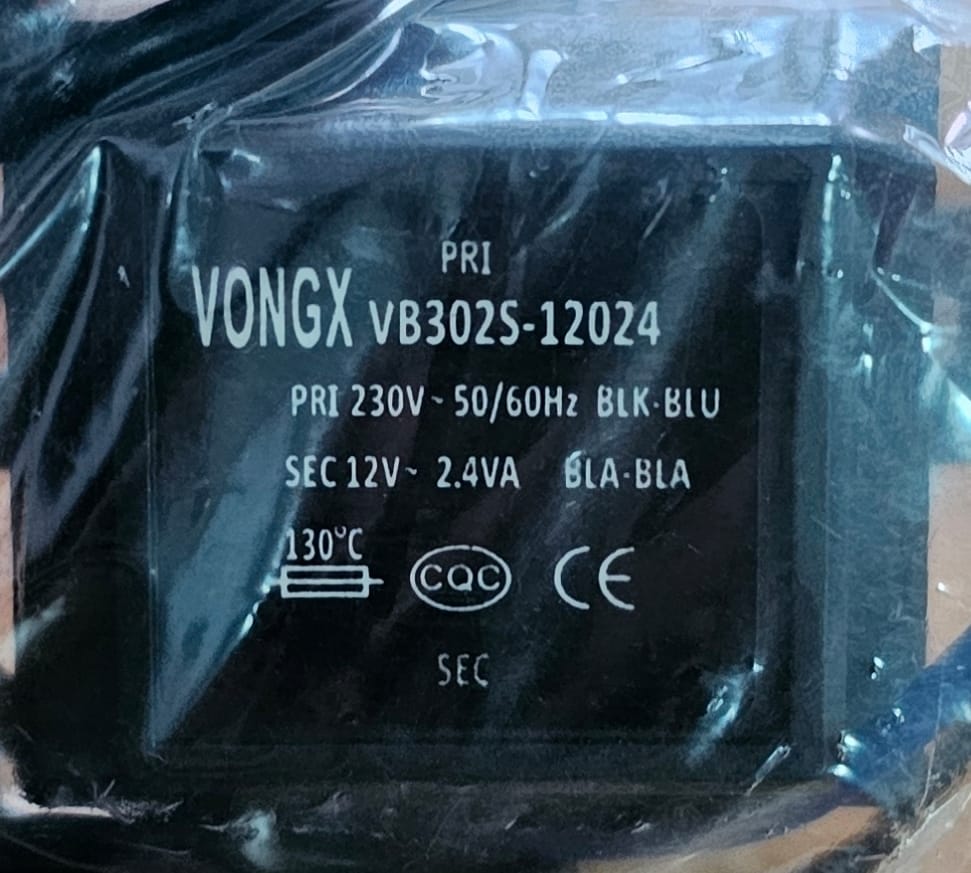 PRI
VONGX VB302S-12024
PRI 230V~50/60Hz BLK-BLU
SEC 12V~ 2.4VA BLA-BLA
130°C
CQC CE
SEC